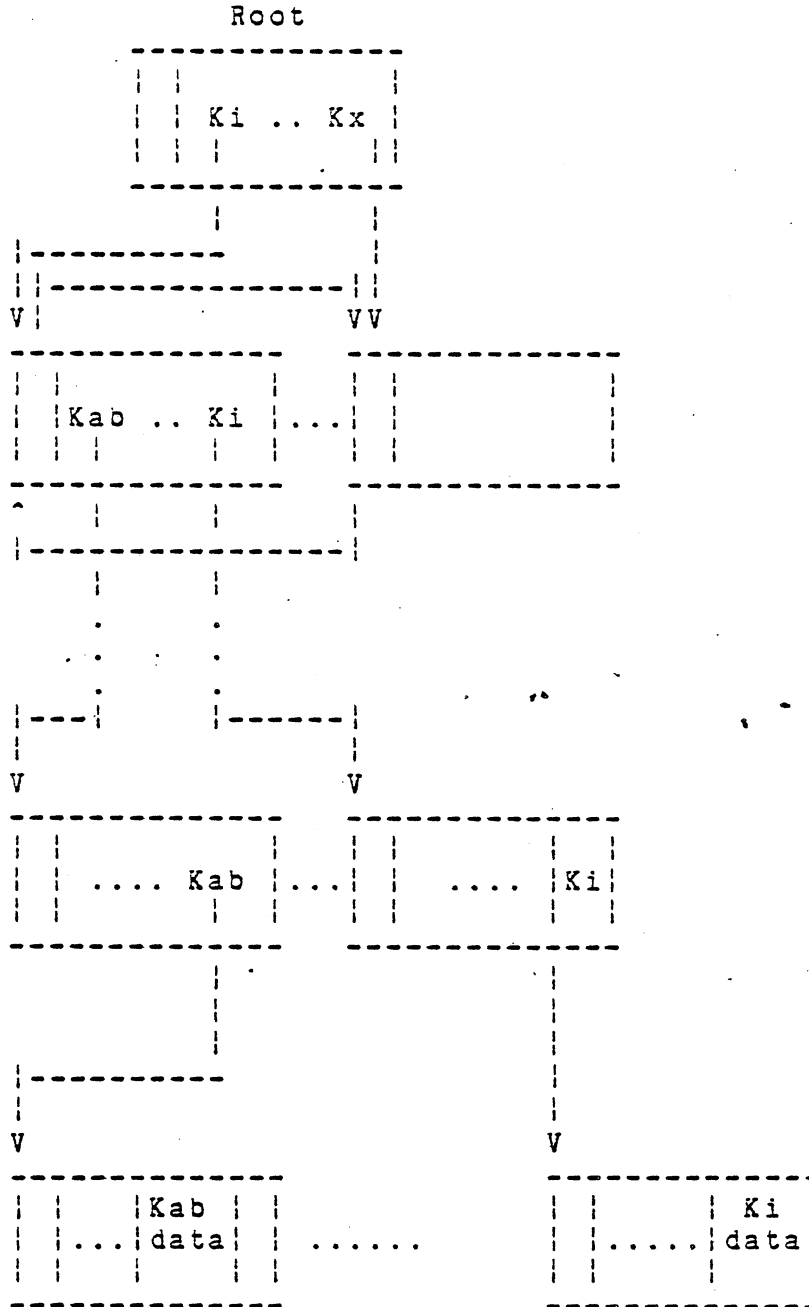 Root
Ki .. Kx
V V V
Kab .. Ki ...
V V
.... Kab ... .... Ki
V V
Kab Ki
... data ...... ..... data